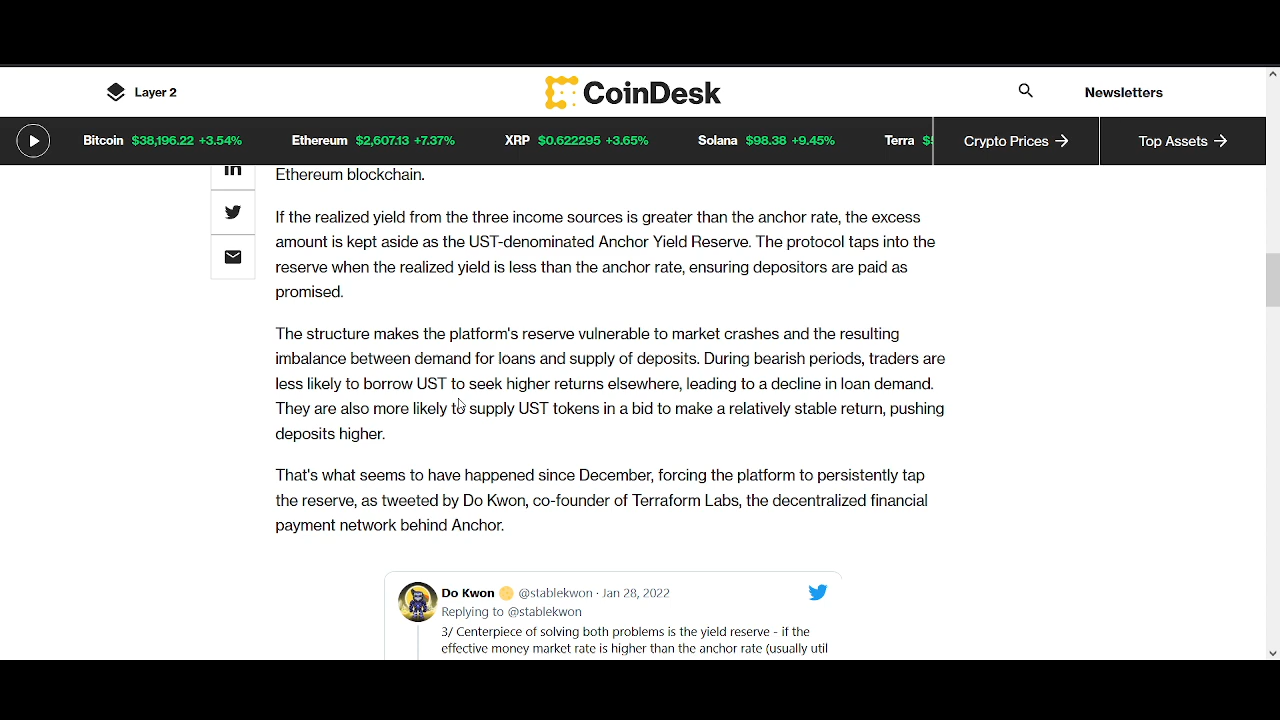 Layer 2
CoinDesk
Newsletters
Bitcoin $38,196.22 +3.54%
Ethereum $2,607.13 +7.37%
XRP $0.622295 +3.65%
Solana $98.38 +9.45%
Terra
Crypto Prices →
Top Assets →
in
Ethereum blockchain.
If the realized yield from the three income sources is greater than the anchor rate, the excess
amount is kept aside as the UST-denominated Anchor Yield Reserve. The protocol taps into the
reserve when the realized yield is less than the anchor rate, ensuring depositors are paid as
promised.
The structure makes the platform's reserve vulnerable to market crashes and the resulting
imbalance between demand for loans and supply of deposits. During bearish periods, traders are
less likely to borrow UST to seek higher returns elsewhere, leading to a decline in loan demand.
They are also more likely to supply UST tokens in a bid to make a relatively stable return, pushing
deposits higher.
That's what seems to have happened since December, forcing the platform to persistently tap
the reserve, as tweeted by Do Kwon, co-founder of Terraform Labs, the decentralized financial
payment network behind Anchor.
Do Kwon @stablekwon · Jan 28, 2022
Replying to @stablekwon
3/ Centerpiece of solving both problems is the yield reserve - if the
effective money market rate is higher than the anchor rate (usually util